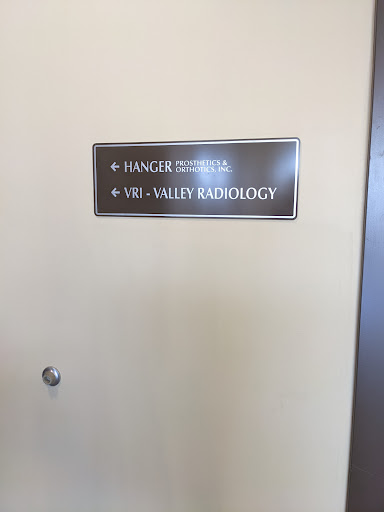 ← HANGER PROSTHETICS & ORTHOTICS, INC.
← VRI - VALLEY RADIOLOGY